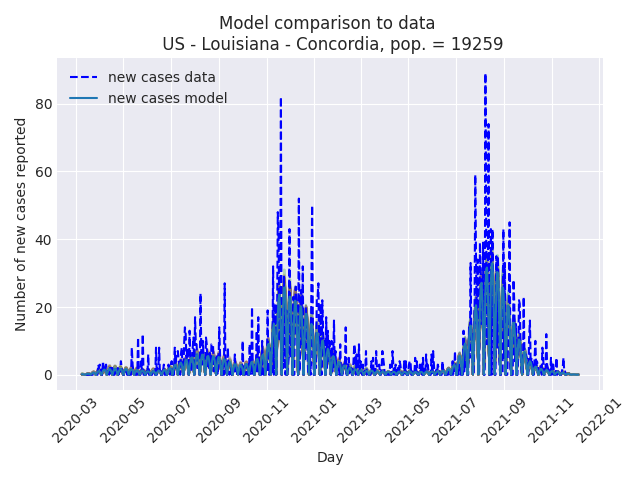 Model comparison to data
US - Louisiana - Concordia, pop. = 19259
new cases data
new cases model
Number of new cases reported
80
60
40
20
0
2020-03
2020-05
2020-07
2020-09
2020-11
2021-01
2021-03
2021-05
2021-07
2021-09
2021-11
2022-01
Day